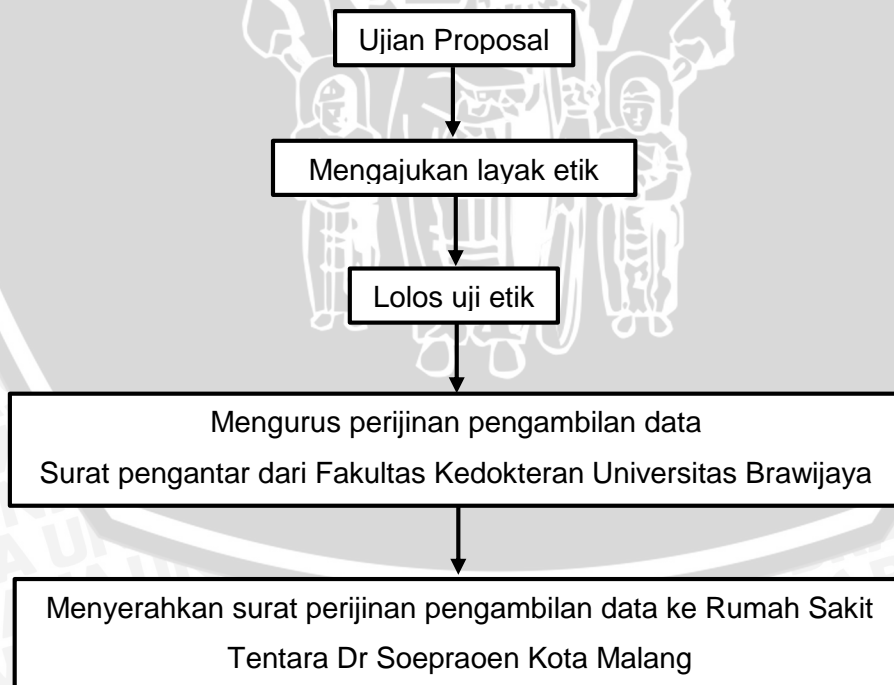 Ujian Proposal
Mengajukan layak etik
Lolos uji etik
Mengurus perijinan pengambilan data
Surat pengantar dari Fakultas Kedokteran Universitas Brawijaya
Menyerahkan surat perijinan pengambilan data ke Rumah Sakit
Tentara Dr Soepraoen Kota Malang